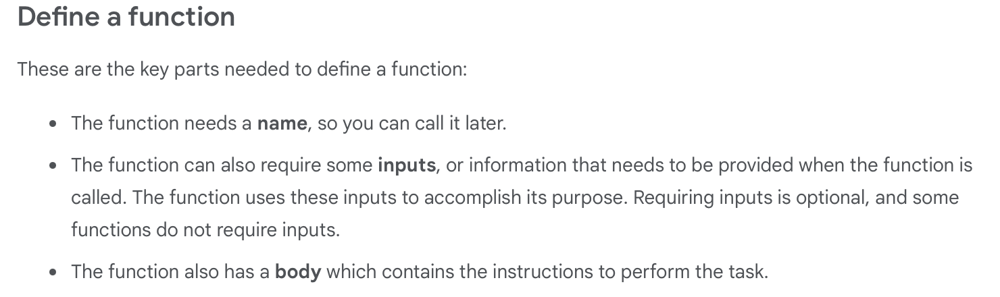 Define a function
These are the key parts needed to define a function:
• The function needs a name, so you can call it later.
• The function can also require some inputs, or information that needs to be provided when the function is
called. The function uses these inputs to accomplish its purpose. Requiring inputs is optional, and some
functions do not require inputs.
• The function also has a body which contains the instructions to perform the task.